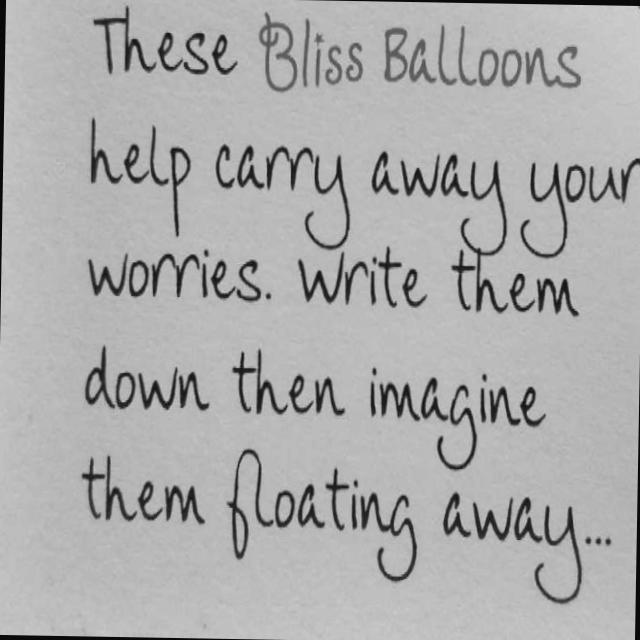 These Bliss Balloons
help carry away your
worries. Write them
down then imagine
them floating away...